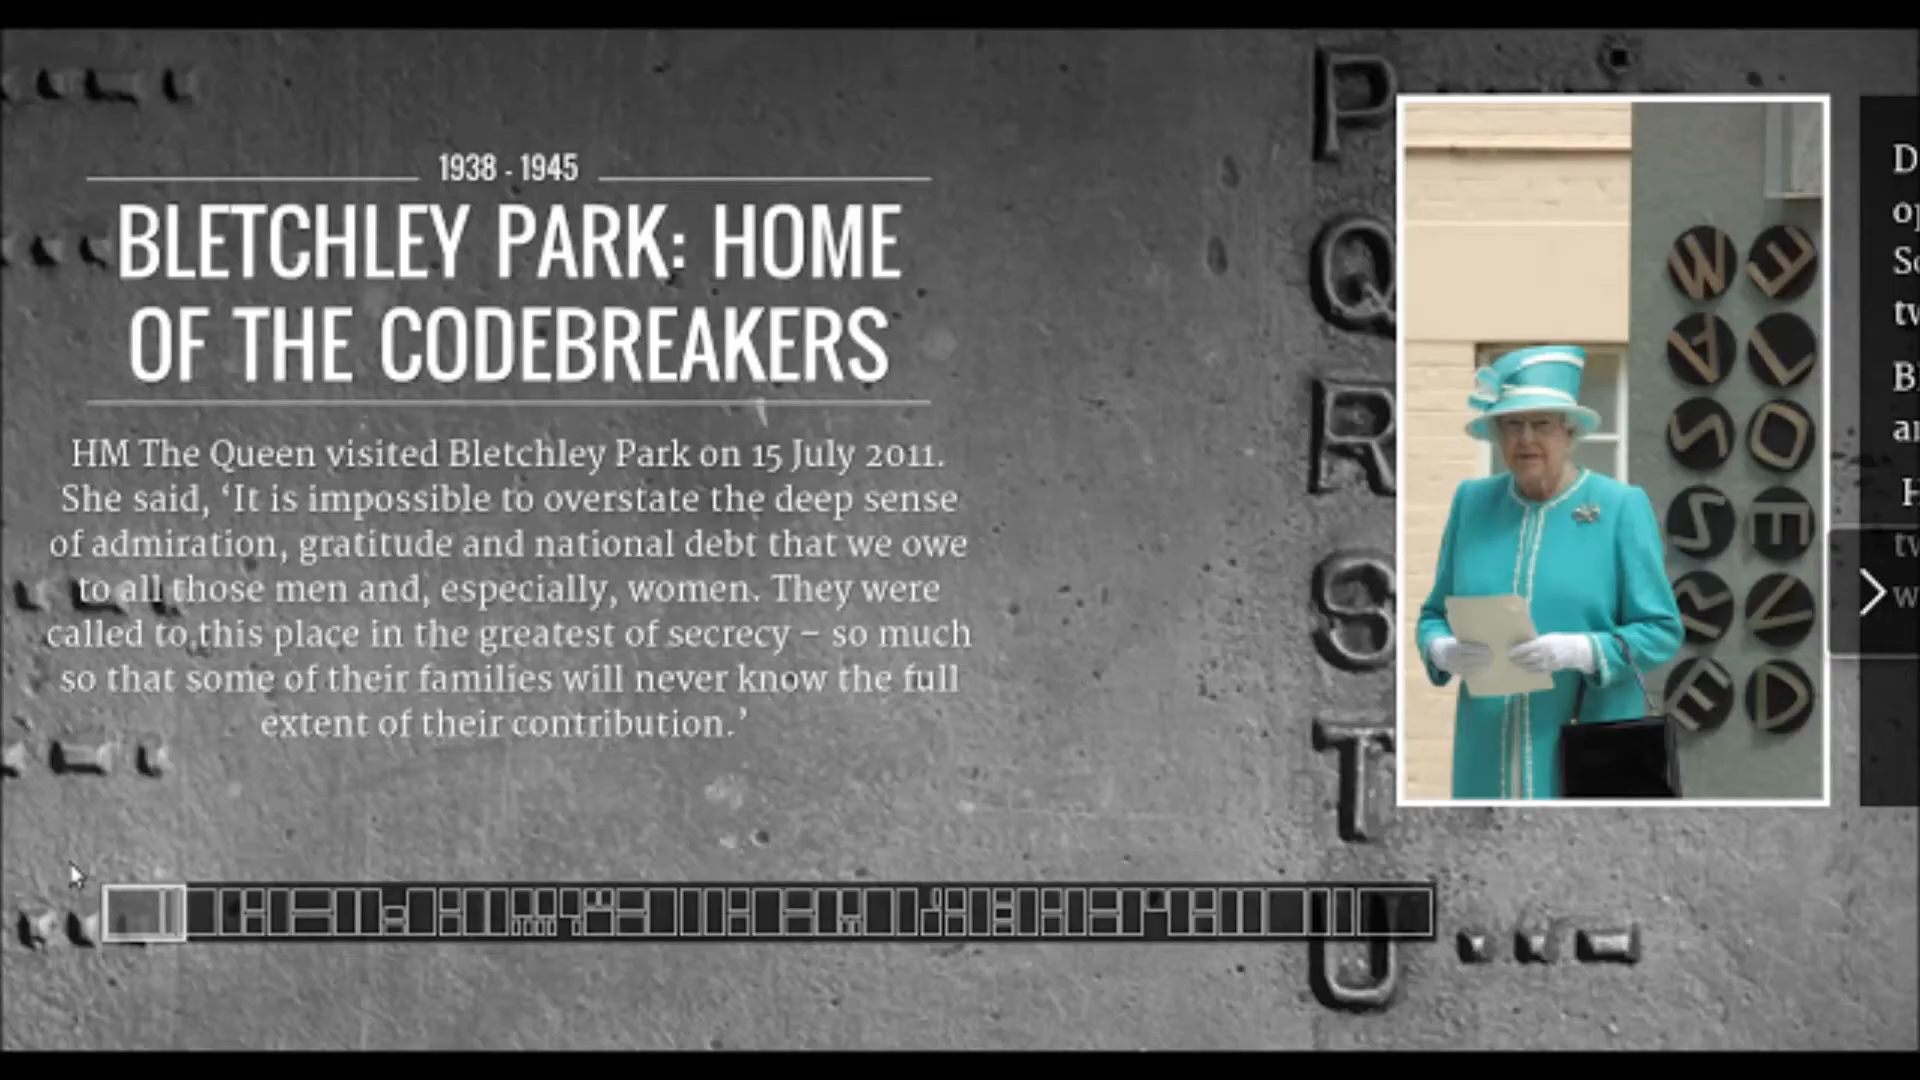 1938 - 1945
BLETCHLEY PARK: HOME
OF THE CODEBREAKERS
HM The Queen visited Bletchley Park on 15 July 2011.
She said, ‘It is impossible to overstate the deep sense
of admiration, gratitude and national debt that we owe
to all those men and, especially, women. They were
called to this place in the greatest of secrecy – so much
so that some of their families will never know the full
extent of their contribution.’
P
Q
R
S
T
U
W E
A L
S O
S E
R V
E D